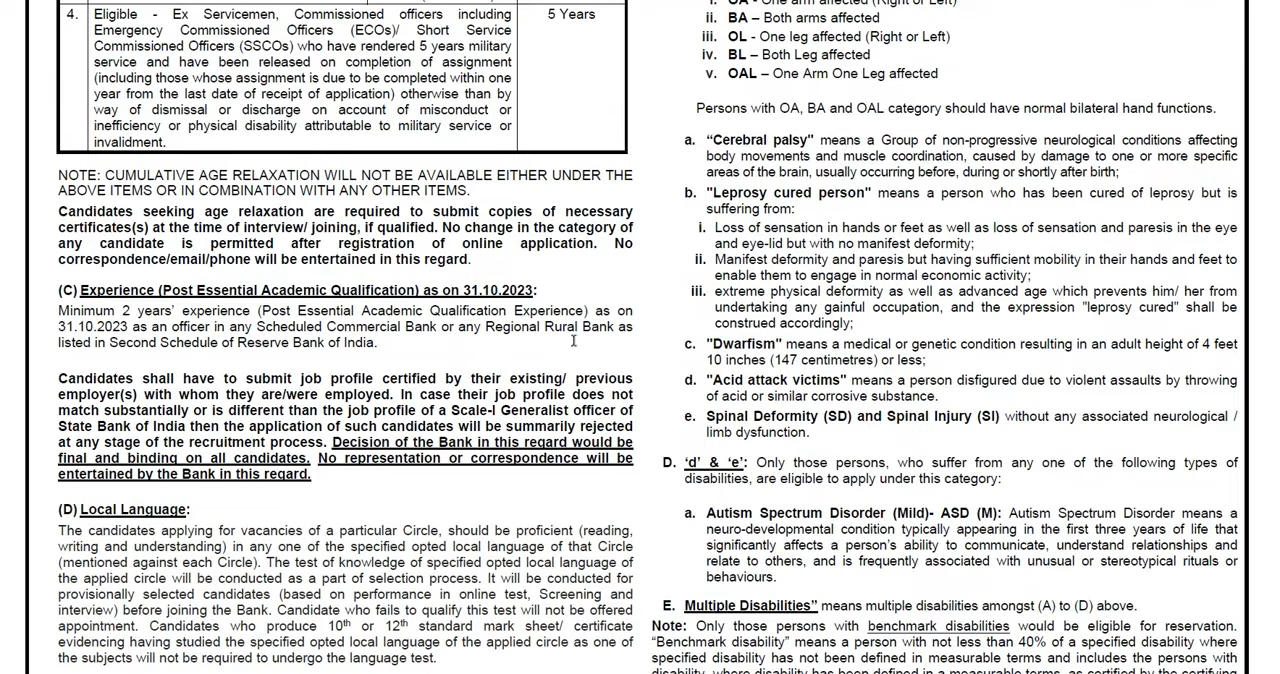 4. Eligible - Ex Servicemen, Commissioned officers including 5 Years
Emergency Commissioned Officers (ECOs)/ Short Service
Commissioned Officers (SSCOs) who have rendered 5 years military
service and have been released on completion of assignment
(including those whose assignment is due to be completed within one
year from the last date of receipt of application) otherwise than by
way of dismissal or discharge on account of misconduct or
inefficiency or physical disability attributable to military service or
invalidment.
NOTE: CUMULATIVE AGE RELAXATION WILL NOT BE AVAILABLE EITHER UNDER THE
ABOVE ITEMS OR IN COMBINATION WITH ANY OTHER ITEMS.
Candidates seeking age relaxation are required to submit copies of necessary
certificates(s) at the time of interview/ joining, if qualified. No change in the category of
any candidate is permitted after registration of online application. No
correspondence/email/phone will be entertained in this regard.
(C) Experience (Post Essential Academic Qualification) as on 31.10.2023:
Minimum 2 years' experience (Post Essential Academic Qualification Experience) as on
31.10.2023 as an officer in any Scheduled Commercial Bank or any Regional Rural Bank as
listed in Second Schedule of Reserve Bank of India.
Candidates shall have to submit job profile certified by their existing/ previous
employer(s) with whom they are/were employed. In case their job profile does not
match substantially or is different than the job profile of a Scale-I Generalist officer of
State Bank of India then the application of such candidates will be summarily rejected
at any stage of the recruitment process. Decision of the Bank in this regard would be
final and binding on all candidates. No representation or correspondence will be
entertained by the Bank in this regard.
(D) Local Language:
The candidates applying for vacancies of a particular Circle, should be proficient (reading,
writing and understanding) in any one of the specified opted local language of that Circle
(mentioned against each Circle). The test of knowledge of specified opted local language of
the applied circle will be conducted as a part of selection process. It will be conducted for
provisionally selected candidates (based on performance in online test, Screening and
interview) before joining the Bank. Candidate who fails to qualify this test will not be offered
appointment. Candidates who produce 10th or 12th standard mark sheet/ certificate
evidencing having studied the specified opted local language of the applied circle as one of
the subjects will not be required to undergo the language test.
i. OA - One arm affected (Right or Left)
ii. BA – Both arms affected
iii. OL - One leg affected (Right or Left)
iv. BL – Both Leg affected
v. OAL – One Arm One Leg affected
Persons with OA, BA and OAL category should have normal bilateral hand functions.
a. “Cerebral palsy" means a Group of non-progressive neurological conditions affecting
body movements and muscle coordination, caused by damage to one or more specific
areas of the brain, usually occurring before, during or shortly after birth;
b. "Leprosy cured person" means a person who has been cured of leprosy but is
suffering from:
i. Loss of sensation in hands or feet as well as loss of sensation and paresis in the eye
and eye-lid but with no manifest deformity;
ii. Manifest deformity and paresis but having sufficient mobility in their hands and feet to
enable them to engage in normal economic activity;
iii. extreme physical deformity as well as advanced age which prevents him/ her from
undertaking any gainful occupation, and the expression "leprosy cured" shall be
construed accordingly;
c. "Dwarfism" means a medical or genetic condition resulting in an adult height of 4 feet
10 inches (147 centimetres) or less;
d. "Acid attack victims" means a person disfigured due to violent assaults by throwing
of acid or similar corrosive substance.
e. Spinal Deformity (SD) and Spinal Injury (SI) without any associated neurological /
limb dysfunction.
D. ‘d’ & ‘e’: Only those persons, who suffer from any one of the following types of
disabilities, are eligible to apply under this category:
a. Autism Spectrum Disorder (Mild)- ASD (M): Autism Spectrum Disorder means a
neuro-developmental condition typically appearing in the first three years of life that
significantly affects a person’s ability to communicate, understand relationships and
relate to others, and is frequently associated with unusual or stereotypical rituals or
behaviours.
E. Multiple Disabilities” means multiple disabilities amongst (A) to (D) above.
Note: Only those persons with benchmark disabilities would be eligible for reservation.
“Benchmark disability” means a person with not less than 40% of a specified disability where
specified disability has not been defined in measurable terms and includes the persons with
disability, where disability has been defined in a measurable terms, as certified by the certifying